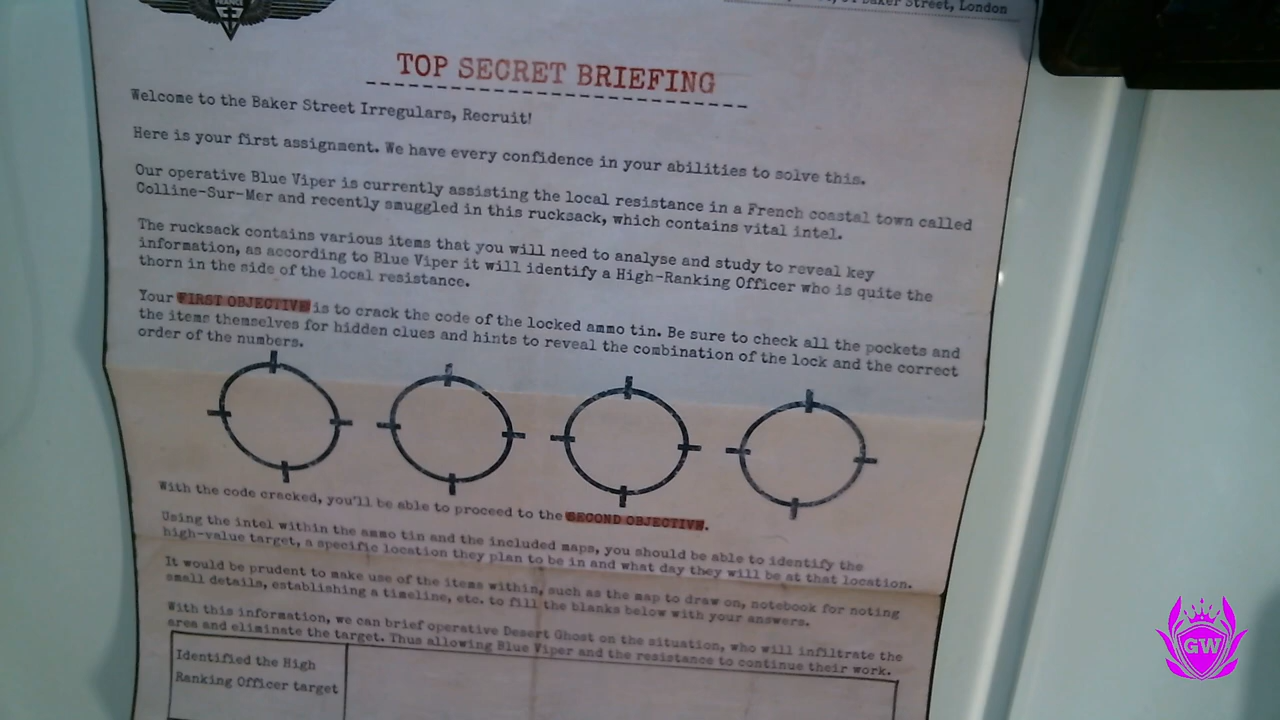 Baker Street, London
TOP SECRET BRIEFING
Welcome to the Baker Street Irregulars, Recruit!
Here is your first assignment. We have every confidence in your abilities to solve this.
Our operative Blue Viper is currently assisting the local resistance in a French coastal town called
Colline-Sur-Mer and recently smuggled in this rucksack, which contains vital intel.
The rucksack contains various items that you will need to analyse and study to reveal key
information, as according to Blue Viper it will identify a High-Ranking Officer who is quite the
thorn in the side of the local resistance.
Your FIRST OBJECTIVE is to crack the code of the locked ammo tin. Be sure to check all the pockets and
the items themselves for hidden clues and hints to reveal the combination of the lock and the correct
order of the numbers.
With the code cracked, you'll be able to proceed to the SECOND OBJECTIVE.
Using the intel within the ammo tin and the included maps, you should be able to identify the
high-value target, a specific location they plan to be in and what day they will be at that location.
It would be prudent to make use of the items within, such as the map to draw on, notebook for noting
small details, establishing a timeline, etc. to fill the blanks below with your answers.
With this information, we can brief operative Desert Ghost on the situation, who will infiltrate the
area and eliminate the target. Thus allowing Blue Viper and the resistance to continue their work.
Identified the High
Ranking Officer target
GW